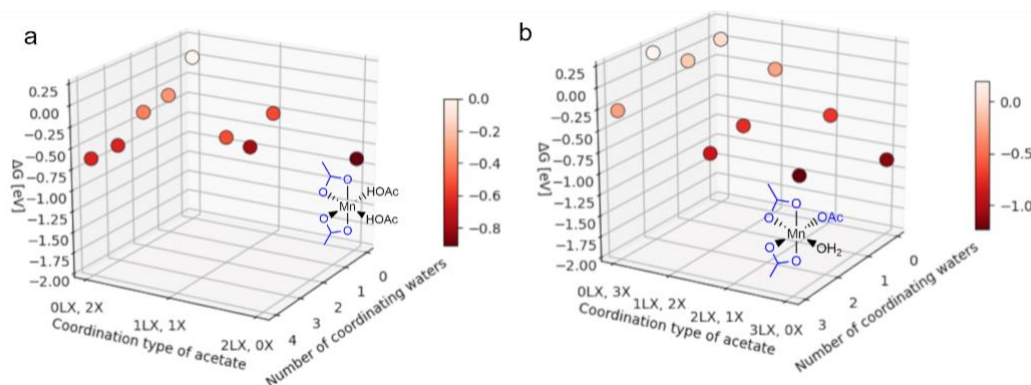 a
0.25
0.00
−0.25
−0.50
−0.75
−1.00
−1.25
−1.50
−1.75
−2.00
ΔG [eV]
0LX, 2X
1LX, 1X
2LX, 0X
Coordination type of acetate
0
1
2
3
4
Number of coordinating waters
0.0
−0.2
−0.4
−0.6
−0.8
O
O
HOAc
Mn
HOAc
O
O
b
0.25
0.00
−0.25
−0.50
−0.75
−1.00
−1.25
−1.50
−1.75
−2.00
ΔG [eV]
0LX, 3X
1LX, 2X
2LX, 1X
3LX, 0X
Coordination type of acetate
0
1
2
3
Number of coordinating waters
0.0
−0.5
−1.0
O
O
OAc
Mn
OH2
O
O